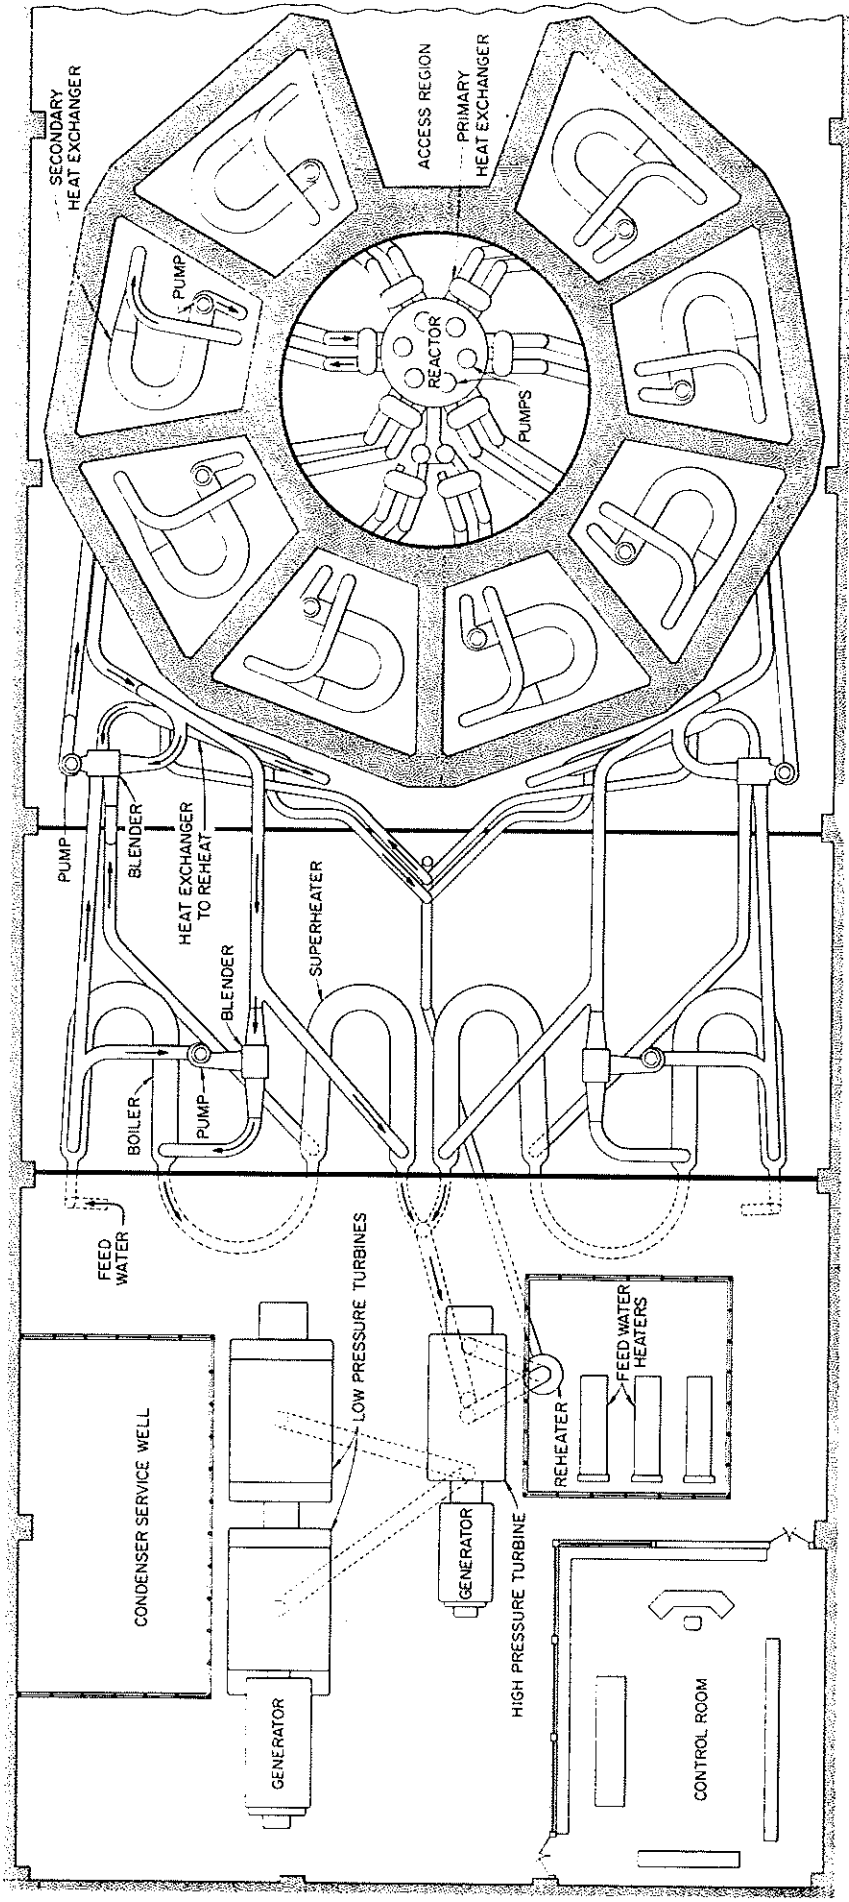 SECONDARY
HEAT EXCHANGER
PUMP
ACCESS REGION
PRIMARY
HEAT EXCHANGER
REACTOR
PUMPS
PUMP
BLENDER
HEAT EXCHANGER
TO REHEAT
SUPERHEATER
BLENDER
BOILER
PUMP
FEED
WATER
CONDENSER SERVICE WELL
LOW PRESSURE TURBINES
GENERATOR
HIGH PRESSURE TURBINE
GENERATOR
REHEATER
FEED WATER
HEATERS
CONTROL ROOM